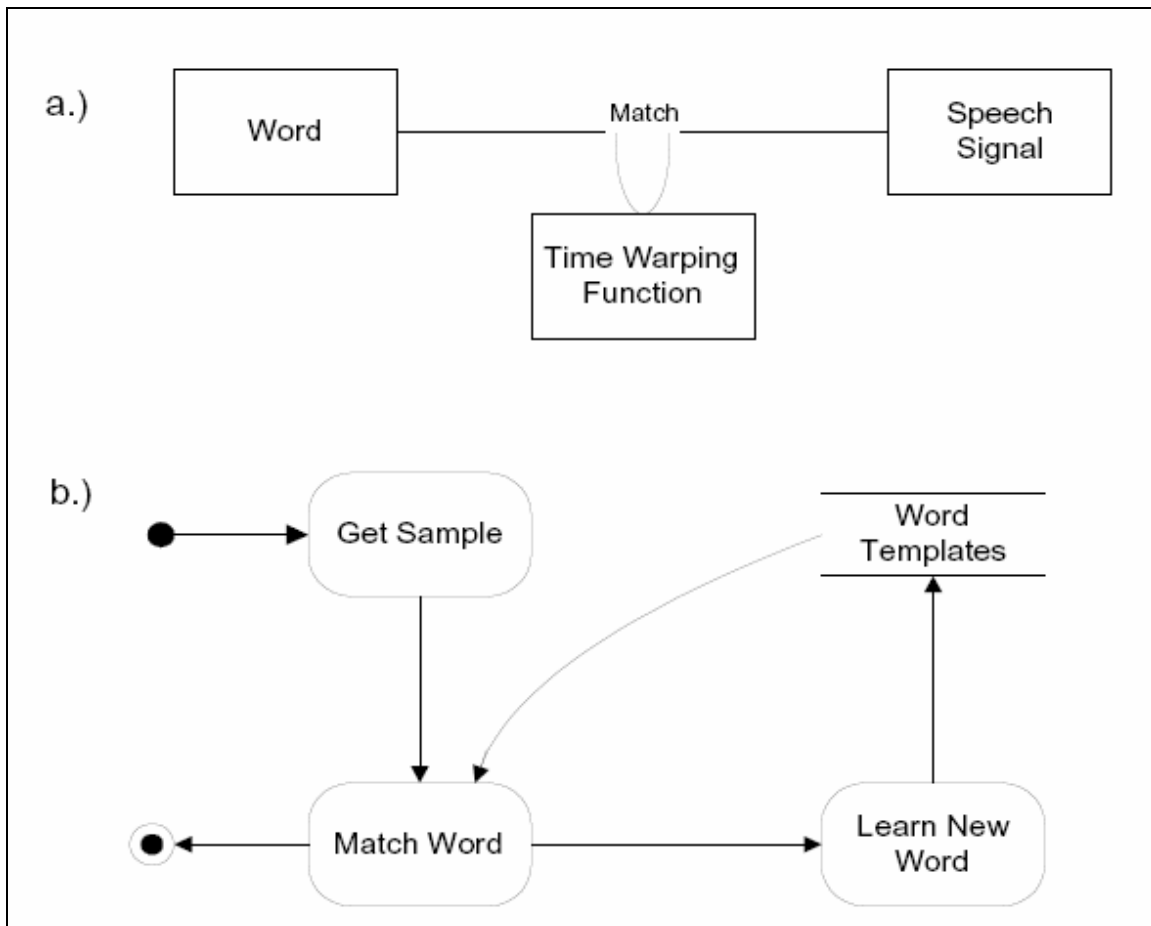 a.)
Word
Match
Speech
Signal
Time Warping
Function
b.)
Get Sample
Word
Templates
Match Word
Learn New
Word